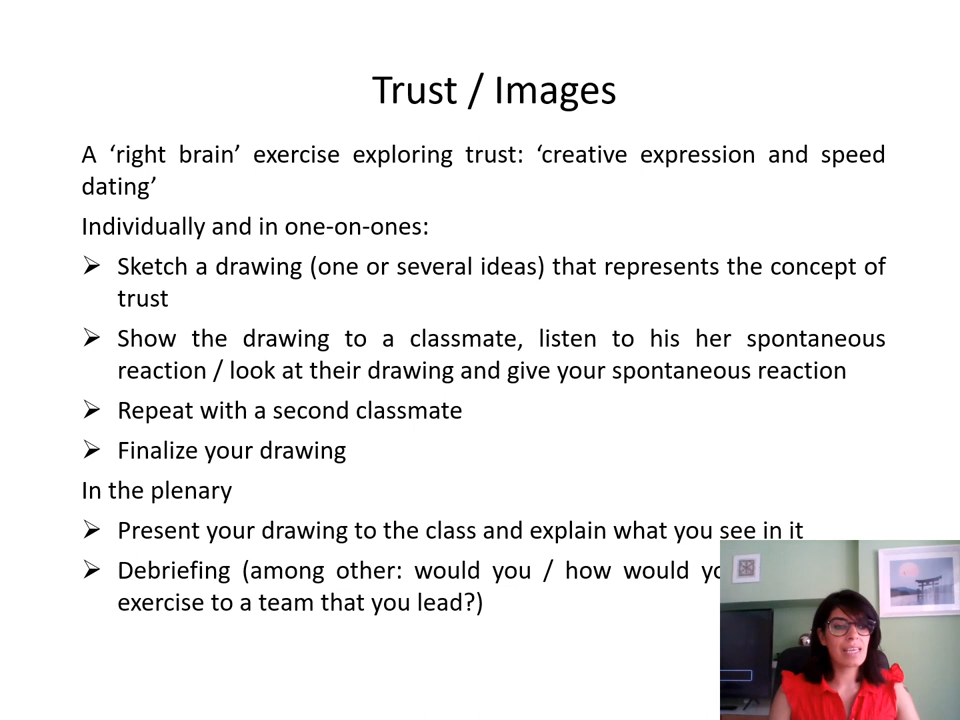 Trust / Images
A ‘right brain’ exercise exploring trust: ‘creative expression and speed
dating’
Individually and in one-on-ones:
➢ Sketch a drawing (one or several ideas) that represents the concept of
trust
➢ Show the drawing to a classmate, listen to his her spontaneous
reaction / look at their drawing and give your spontaneous reaction
➢ Repeat with a second classmate
➢ Finalize your drawing
In the plenary
➢ Present your drawing to the class and explain what you see in it
➢ Debriefing (among other: would you / how would
exercise to a team that you lead?)